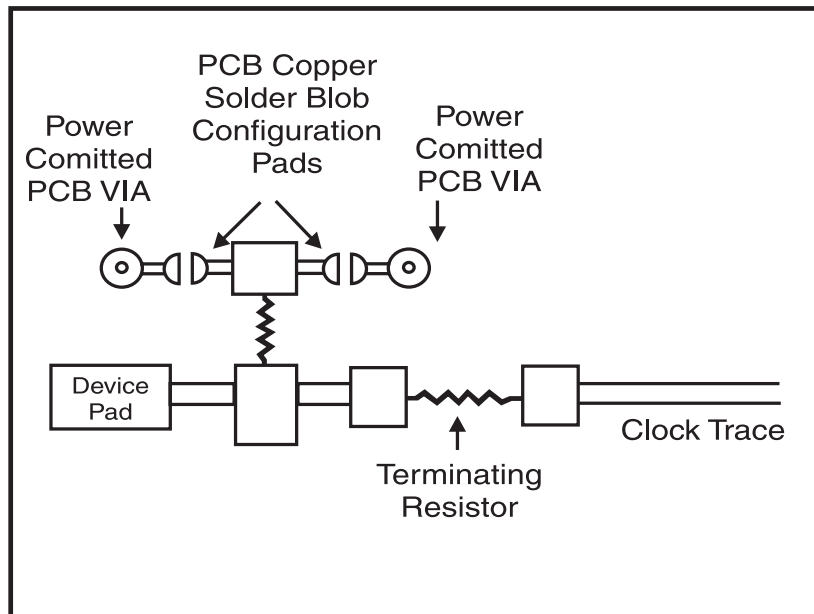 PCB Copper
Solder Blob
Configuration
Pads
Power
Comitted
PCB VIA
Power
Comitted
PCB VIA
Device
Pad
Clock Trace
Terminating
Resistor